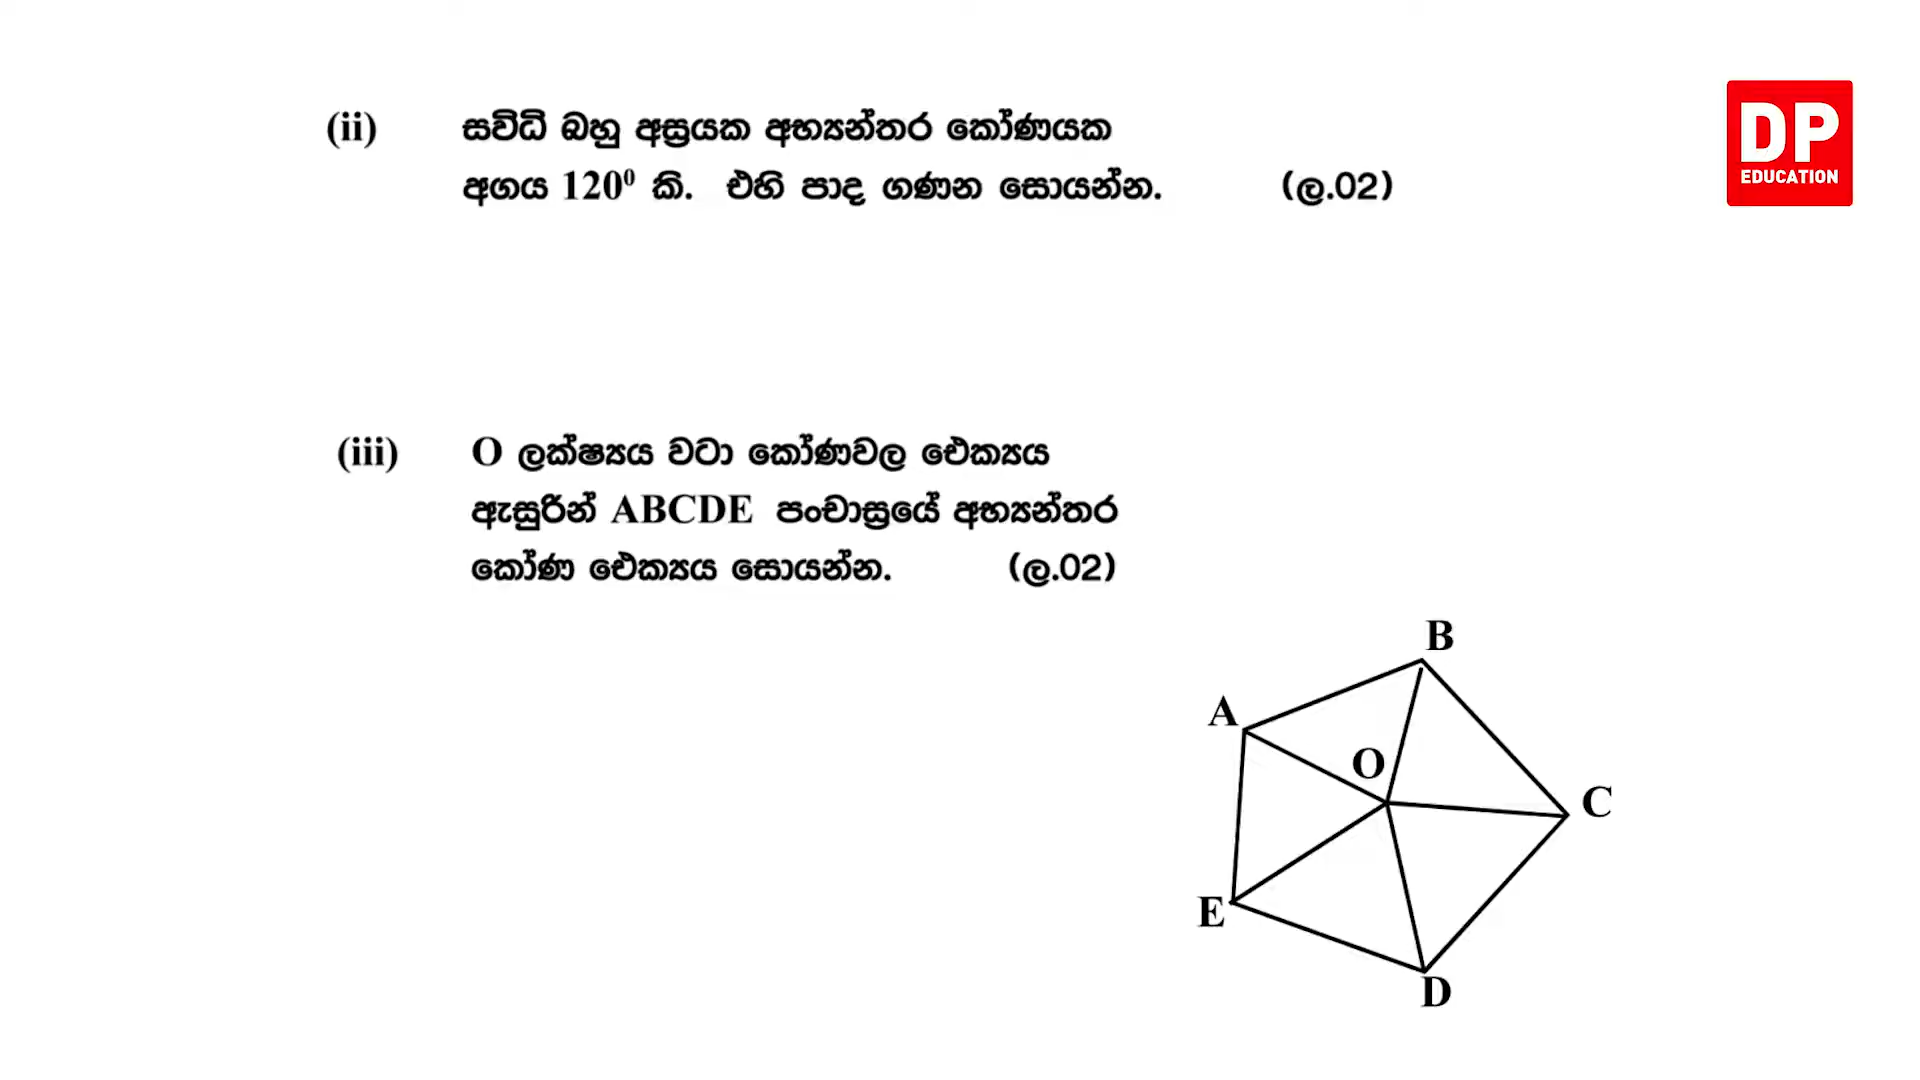 DP
EDUCATION
(ii) සවිධි බහු අස්‍රයක අභ්‍යන්තර කෝණයක
අගය 120⁰ කි. එහි පාද ගණන සොයන්න. (ල.02)
(iii) O ලක්ෂ්‍යය වටා කෝණවල ඓක්‍යය
ඇසුරින් ABCDE පංචාස්‍රයේ අභ්‍යන්තර
කෝණ ඓක්‍යය සොයන්න. (ල.02)
B
A
O
C
E
D